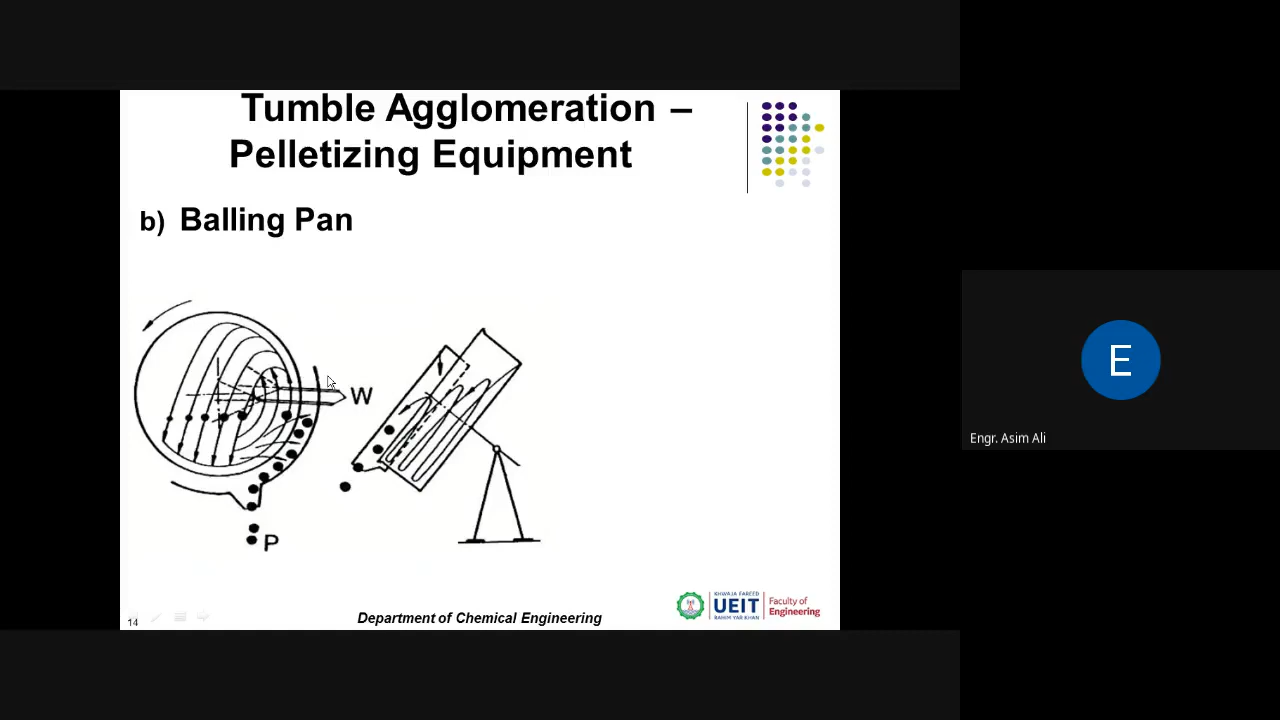 Tumble Agglomeration –
Pelletizing Equipment
b) Balling Pan
W
P
14
Department of Chemical Engineering
KHWAJA FAREED
UEIT
RAHIM YAR KHAN
Faculty of
Engineering
E
Engr. Asim Ali